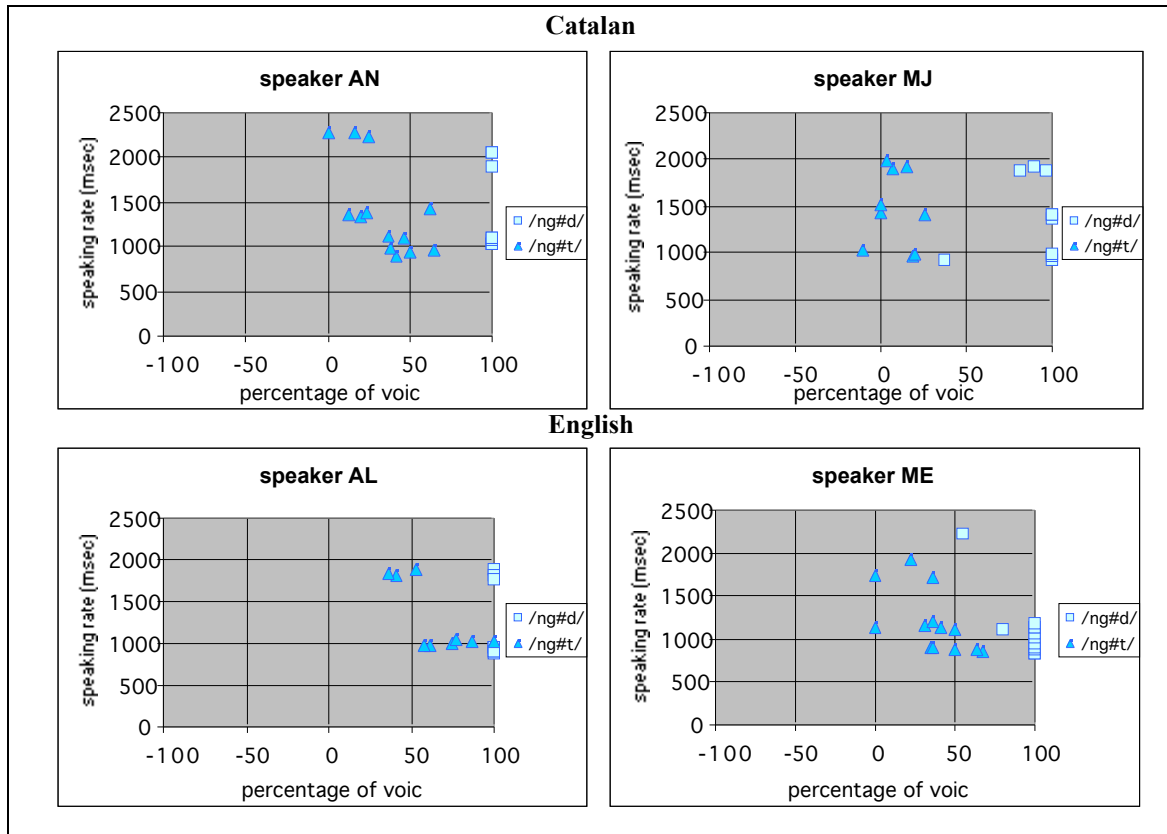 Catalan
speaker AN
speaking rate (msec)
2500
2000
1500
1000
500
0
-100 -50 0 50 100
percentage of voic
/ng#d/
/ng#t/
speaker MJ
speaking rate (msec)
2500
2000
1500
1000
500
0
-100 -50 0 50 100
percentage of voic
/ng#d/
/ng#t/
English
speaker AL
speaking rate (msec)
2500
2000
1500
1000
500
0
-100 -50 0 50 100
percentage of voic
/ng#d/
/ng#t/
speaker ME
speaking rate (msec)
2500
2000
1500
1000
500
0
-100 -50 0 50 100
percentage of voic
/ng#d/
/ng#t/